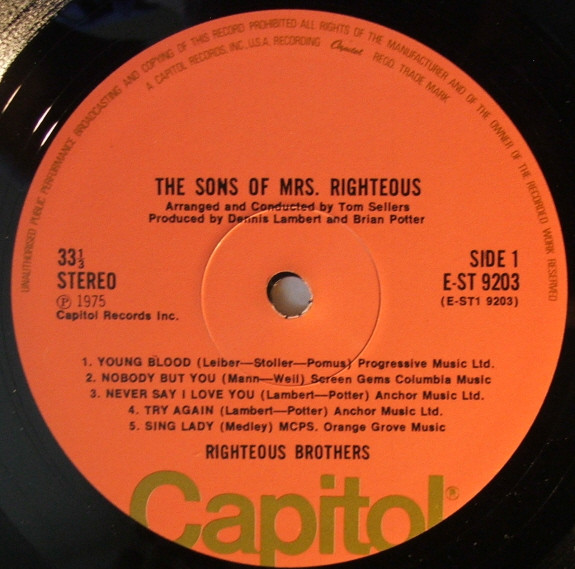 UNAUTHORISED PUBLIC PERFORMANCE BROADCASTING AND COPYING OF THIS RECORD PROHIBITED ALL RIGHTS OF THE MANUFACTURER AND OF THE OWNER OF THE RECORDED WORK RESERVED
A CAPITOL RECORDS, INC., U.S.A. RECORDING Capitol REGD. TRADE MARK
THE SONS OF MRS. RIGHTEOUS
Arranged and Conducted by Tom Sellers
Produced by Dennis Lambert and Brian Potter
33⅓
STEREO
℗ 1975
Capitol Records Inc.
SIDE 1
E-ST 9203
(E-ST1 9203)
1. YOUNG BLOOD (Leiber—Stoller—Pomus) Progressive Music Ltd.
2. NOBODY BUT YOU (Mann—Weil) Screen Gems Columbia Music
3. NEVER SAY I LOVE YOU (Lambert—Potter) Anchor Music Ltd.
4. TRY AGAIN (Lambert—Potter) Anchor Music Ltd.
5. SING LADY (Medley) MCPS. Orange Grove Music
RIGHTEOUS BROTHERS
Capitol®